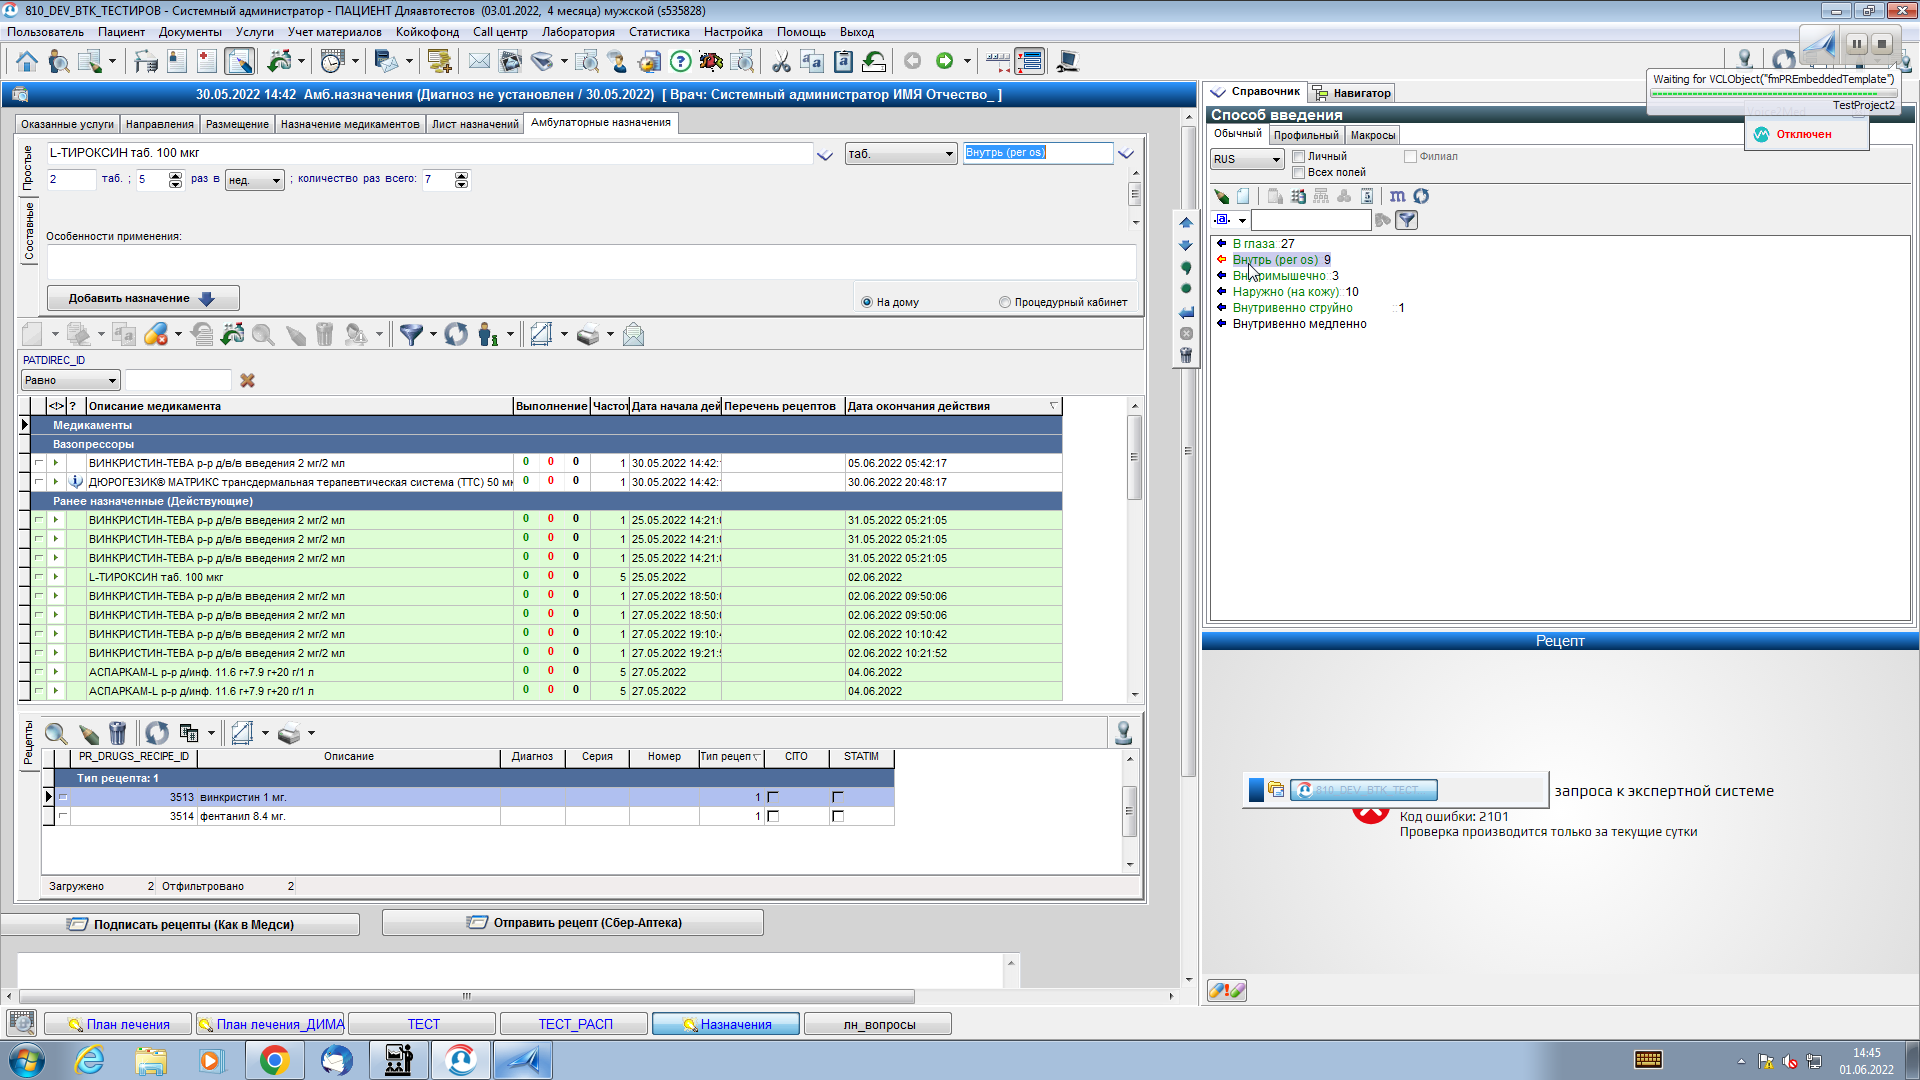 810_DEV_BTK_ТЕСТИРОВ - Системный администратор - ПАЦИЕНТ Дляавтотестов (03.01.2022, 4 месяца) мужской (s535828)
Пользователь Пациент Документы Услуги Учет материалов Койкофонд Call центр Лаборатория Статистика Настройка Помощь Выход
Waiting for VCLObject("fmPREmbeddedTemplate")
TestProject2
Отключен
30.05.2022 14:42 Амб.назначения (Диагноз не установлен / 30.05.2022) [ Врач: Системный администратор ИМЯ Отчество_ ]
Оказанные услуги Направления Размещение Назначение медикаментов Лист назначений Амбулаторные назначения
Простые
Составные
L-ТИРОКСИН таб. 100 мкг таб. Внутрь (per os)
2 таб. ; 5 раз в нед. ; количество раз всего: 7
Особенности применения:
Добавить назначение
На дому Процедурный кабинет
PATDIREC_ID
Равно
<!> ? Описание медикамента Выполнение Частот Дата начала дей Перечень рецептов Дата окончания действия
Медикаменты
Вазопрессоры
ВИНКРИСТИН-ТЕВА р-р д/в/в введения 2 мг/2 мл 0 0 0 1 30.05.2022 14:42: 05.06.2022 05:42:17
ДЮРОГЕЗИК® МАТРИКС трансдермальная терапевтическая система (ТТС) 50 мк 0 0 0 1 30.05.2022 14:42: 30.06.2022 20:48:17
Ранее назначенные (Действующие)
ВИНКРИСТИН-ТЕВА р-р д/в/в введения 2 мг/2 мл 0 0 0 1 25.05.2022 14:21:0 31.05.2022 05:21:05
ВИНКРИСТИН-ТЕВА р-р д/в/в введения 2 мг/2 мл 0 0 0 1 25.05.2022 14:21:0 31.05.2022 05:21:05
ВИНКРИСТИН-ТЕВА р-р д/в/в введения 2 мг/2 мл 0 0 0 1 25.05.2022 14:21:0 31.05.2022 05:21:05
L-ТИРОКСИН таб. 100 мкг 0 0 0 5 25.05.2022 02.06.2022
ВИНКРИСТИН-ТЕВА р-р д/в/в введения 2 мг/2 мл 0 0 0 1 27.05.2022 18:50:0 02.06.2022 09:50:06
ВИНКРИСТИН-ТЕВА р-р д/в/в введения 2 мг/2 мл 0 0 0 1 27.05.2022 18:50:0 02.06.2022 09:50:06
ВИНКРИСТИН-ТЕВА р-р д/в/в введения 2 мг/2 мл 0 0 0 1 27.05.2022 19:10:4 02.06.2022 10:10:42
ВИНКРИСТИН-ТЕВА р-р д/в/в введения 2 мг/2 мл 0 0 0 1 27.05.2022 19:21:5 02.06.2022 10:21:52
АСПАРКАМ-L р-р д/инф. 11.6 г+7.9 г+20 г/1 л 0 0 0 5 27.05.2022 04.06.2022
АСПАРКАМ-L р-р д/инф. 11.6 г+7.9 г+20 г/1 л 0 0 0 5 27.05.2022 04.06.2022
Рецепты
PR_DRUGS_RECIPE_ID Описание Диагноз Серия Номер Тип рецеп CITO STATIM
Тип рецепта: 1
3513 винкристин 1 мг. 1
3514 фентанил 8.4 мг. 1
Загружено 2 Отфильтровано 2
Подписать рецепты (Как в Медси) Отправить рецепт (Сбер-Аптека)
Справочник Навигатор
Способ введения
Обычный Профильный Макросы
RUS Личный Филиал
Всех полей
m
.a.
В глаза: 27
Внутрь (per os) 9
Внутримышечно: 3
Наружно (на кожу): 10
Внутривенно струйно :: 1
Внутривенно медленно
Рецепт
810_DEV_BTK_ТЕСТ...
запроса к экспертной системе
Код ошибки: 2101
Проверка производится только за текущие сутки
План лечения План лечения_ДИМА ТЕСТ ТЕСТ_РАСП Назначения лн_вопросы
14:45
01.06.2022